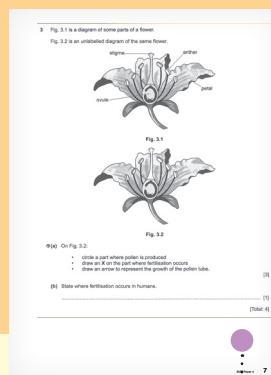 3 Fig. 3.1 is a diagram of some parts of a flower.
Fig. 3.2 is an unlabelled diagram of the same flower.
stigma
anther
petal
ovule
Fig. 3.1
Fig. 3.2
(a) On Fig. 3.2:
• circle a part where pollen is produced
• draw an X on the part where fertilisation occurs
• draw an arrow to represent the growth of the pollen tube.
[3]
(b) State where fertilisation occurs in humans.
[1]
[Total: 4]
7